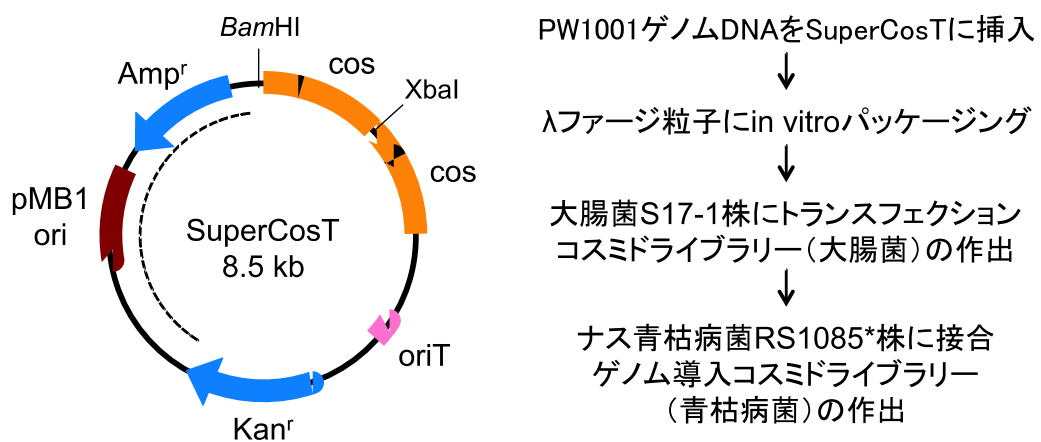 BamHI
cos
Ampʳ
XbaI
cos
pMB1
ori
SuperCosT
8.5 kb
oriT
Kanʳ
PW1001ゲノムDNAをSuperCosTに挿入
↓
λファージ粒子にin vitroパッケージング
↓
大腸菌S17-1株にトランスフェクション
コスミドライブラリー（大腸菌）の作出
↓
ナス青枯病菌RS1085*株に接合
ゲノム導入コスミドライブラリー
（青枯病菌）の作出